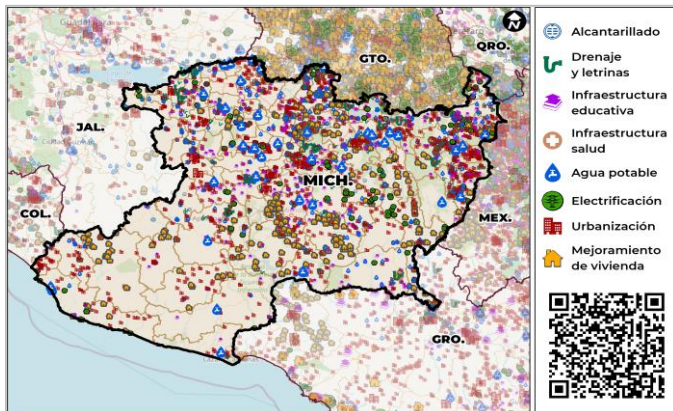 N
GTO.
QRO.
JAL.
MICH.
COL.
MEX.
GRO.
Alcantarillado
Drenaje
y letrinas
Infraestructura
educativa
Infraestructura
salud
Agua potable
Electrificación
Urbanización
Mejoramiento
de vivienda